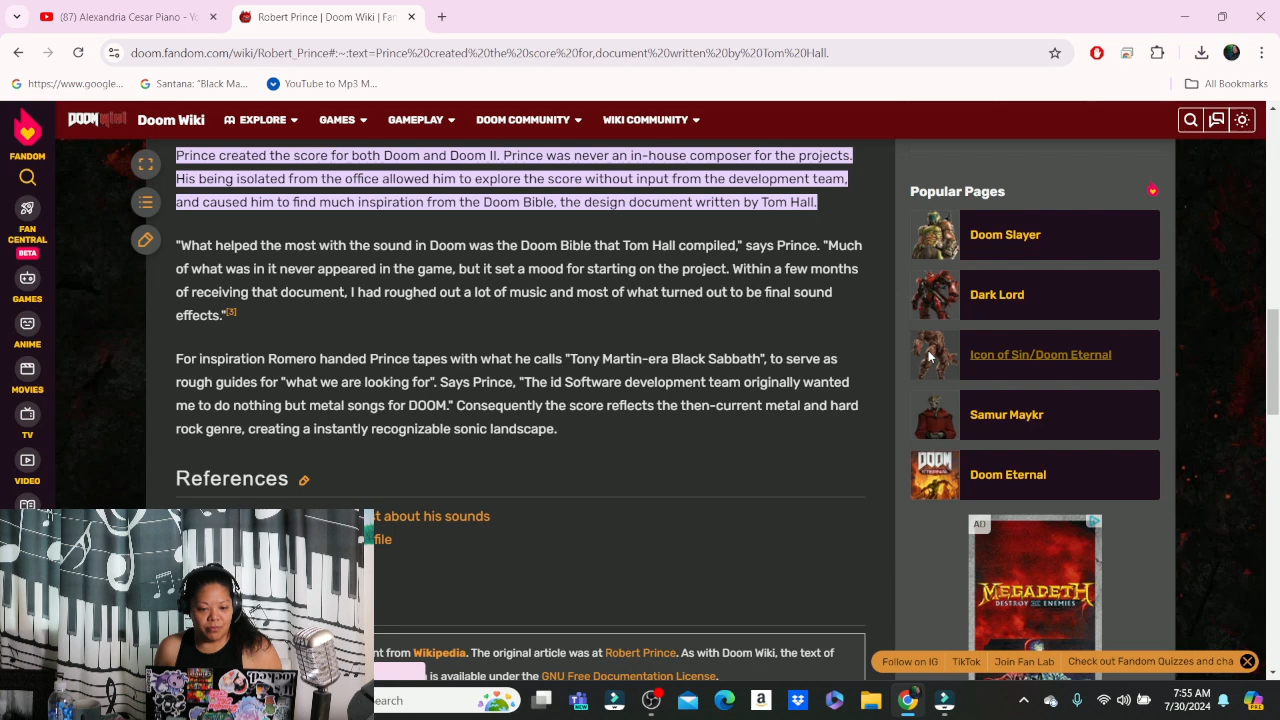 (87) Alexandra Cespon - Yo
Robert Prince | Doom Wiki | Fan
doom.fandom.com/wiki/Robert_Prince#:~:text=Prince%20created%20the%20score%20for,document%20written%20by%20Tom%20Hall.
https://www.google...
Santana: "Black Ma...
YouTube to Mp3 M...
All Bookmarks
FANDOM
FAN
CENTRAL
BETA
GAMES
ANIME
MOVIES
TV
VIDEO
Doom Wiki
EXPLORE
GAMES
GAMEPLAY
DOOM COMMUNITY
WIKI COMMUNITY
Prince created the score for both Doom and Doom II. Prince was never an in-house composer for the projects.
His being isolated from the office allowed him to explore the score without input from the development team,
and caused him to find much inspiration from the Doom Bible, the design document written by Tom Hall.
"What helped the most with the sound in Doom was the Doom Bible that Tom Hall compiled," says Prince. "Much
of what was in it never appeared in the game, but it set a mood for starting on the project. Within a few months
of receiving that document, I had roughed out a lot of music and most of what turned out to be final sound
effects."[3]
For inspiration Romero handed Prince tapes with what he calls "Tony Martin-era Black Sabbath", to serve as
rough guides for "what we are looking for". Says Prince, "The id Software development team originally wanted
me to do nothing but metal songs for DOOM." Consequently the score reflects the then-current metal and hard
rock genre, creating a instantly recognizable sonic landscape.
References
t about his sounds
file
nt from Wikipedia. The original article was at Robert Prince. As with Doom Wiki, the text of
is available under the GNU Free Documentation License.
Popular Pages
Doom Slayer
Dark Lord
Icon of Sin/Doom Eternal
Samur Maykr
Doom Eternal
AD
MEGADETH
DESTROY ENEMIES
Follow on IG
TikTok
Join Fan Lab
Check out Fandom Quizzes and cha
earch
7:55 AM
7/30/2024